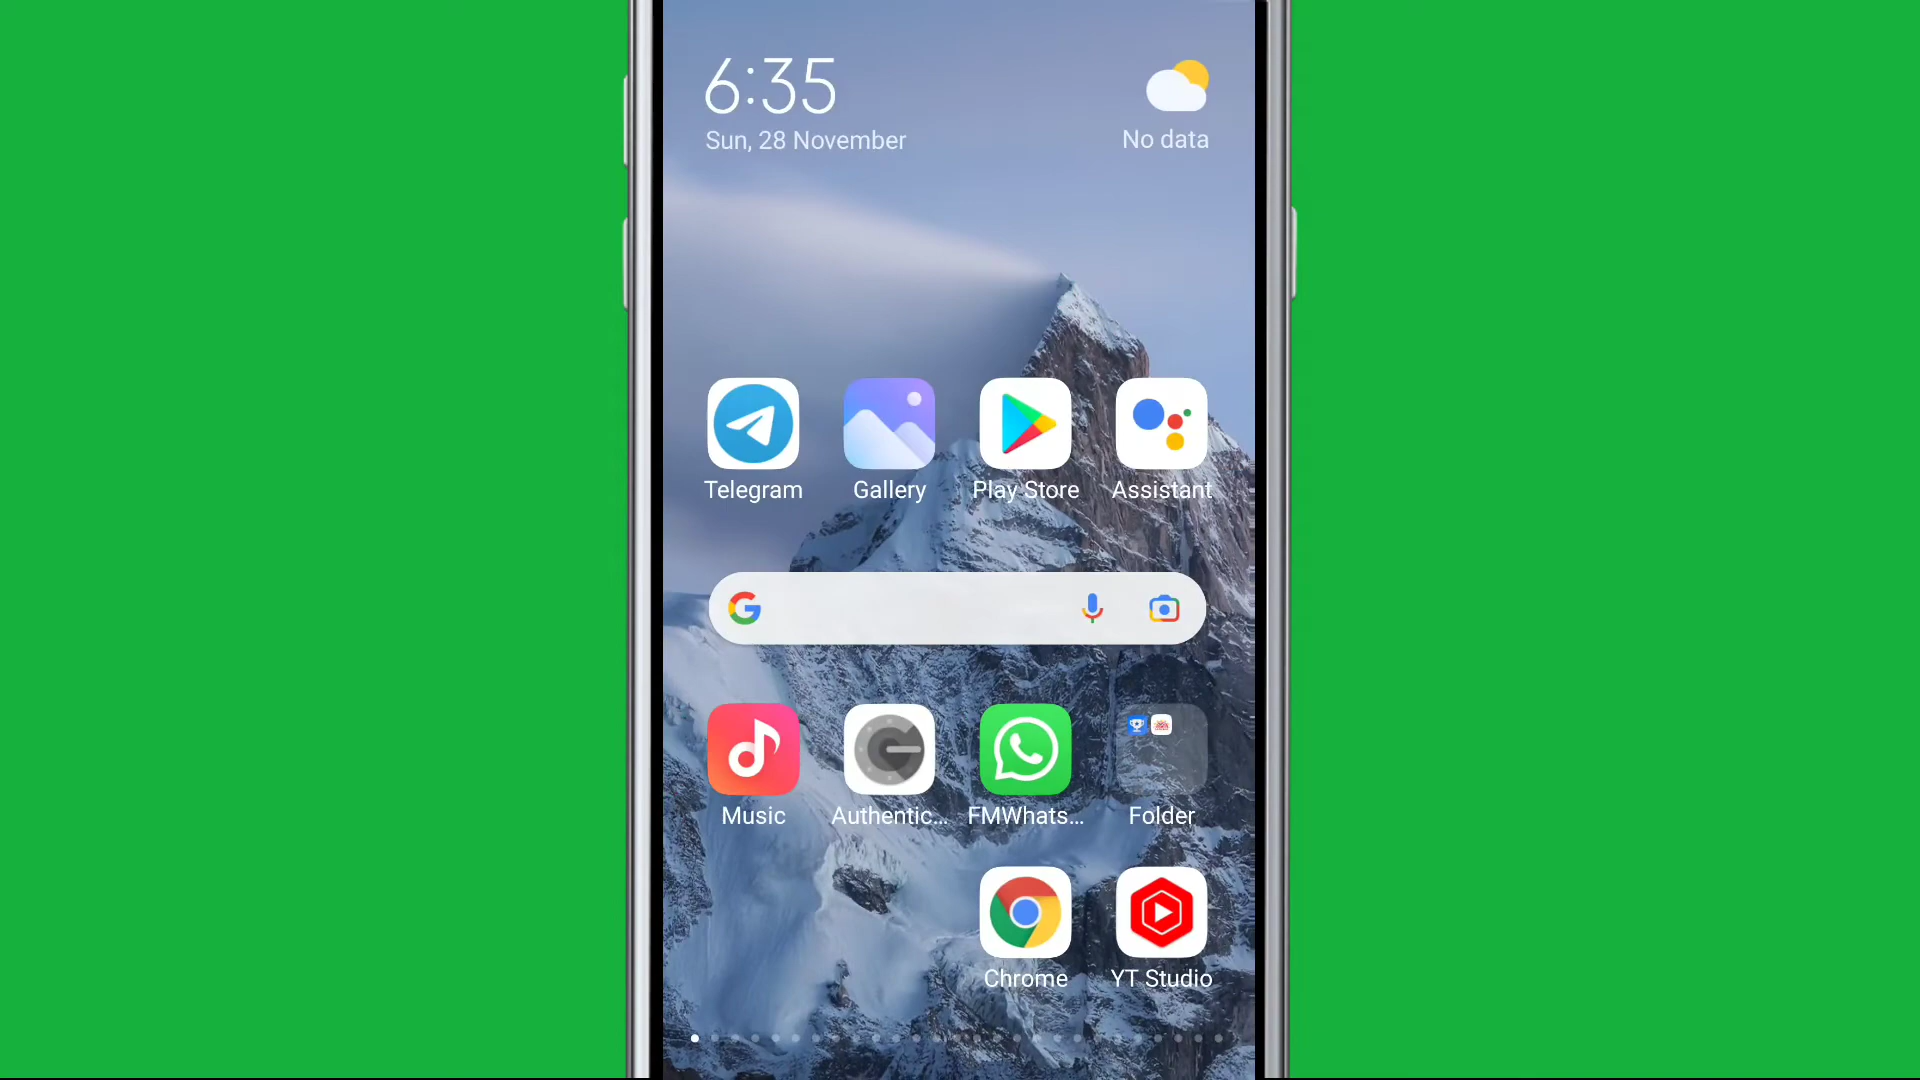 6:35
Sun, 28 November
No data
Telegram
Gallery
Play Store
Assistant
Music
Authentic...
FMWhats...
Folder
Chrome
YT Studio